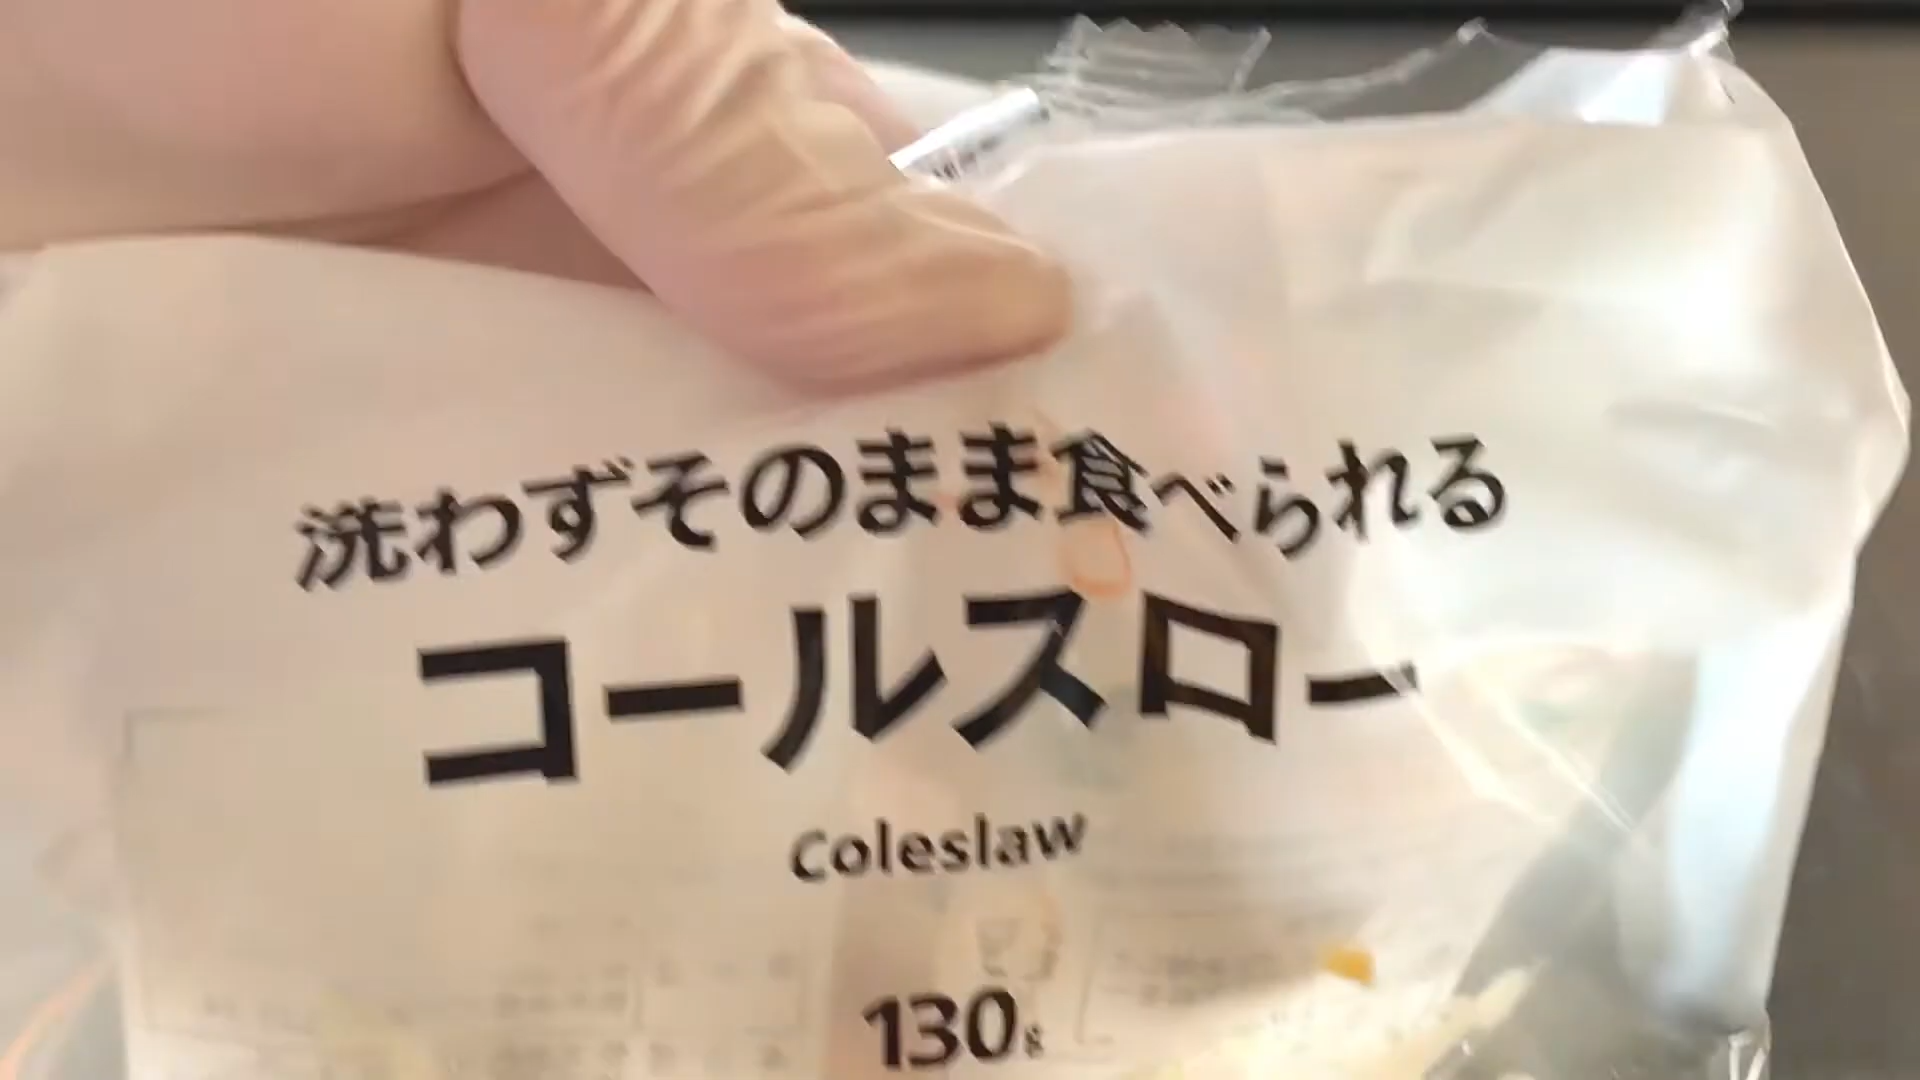 洗わずそのまま食べられる
コールスロー
Coleslaw
130g